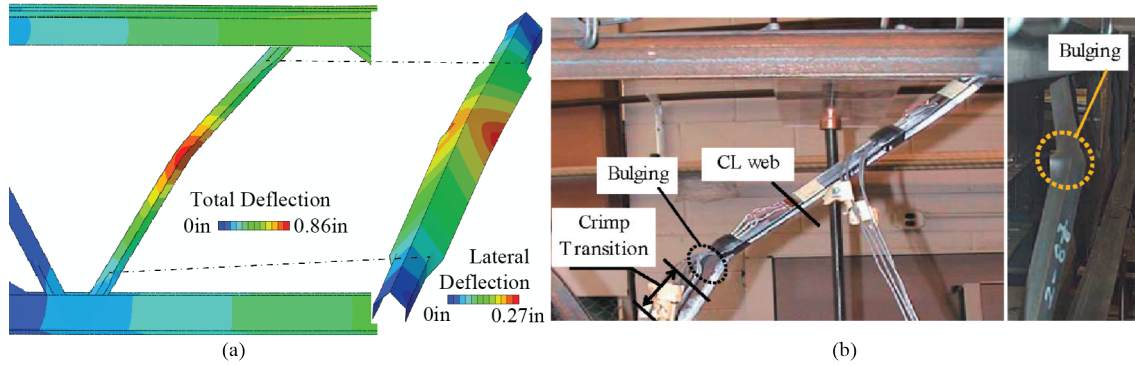 Total Deflection
0in 0.86in
Lateral
Deflection
0in 0.27in
(a)
Bulging
CL web
Crimp
Transition
Bulging
(b)